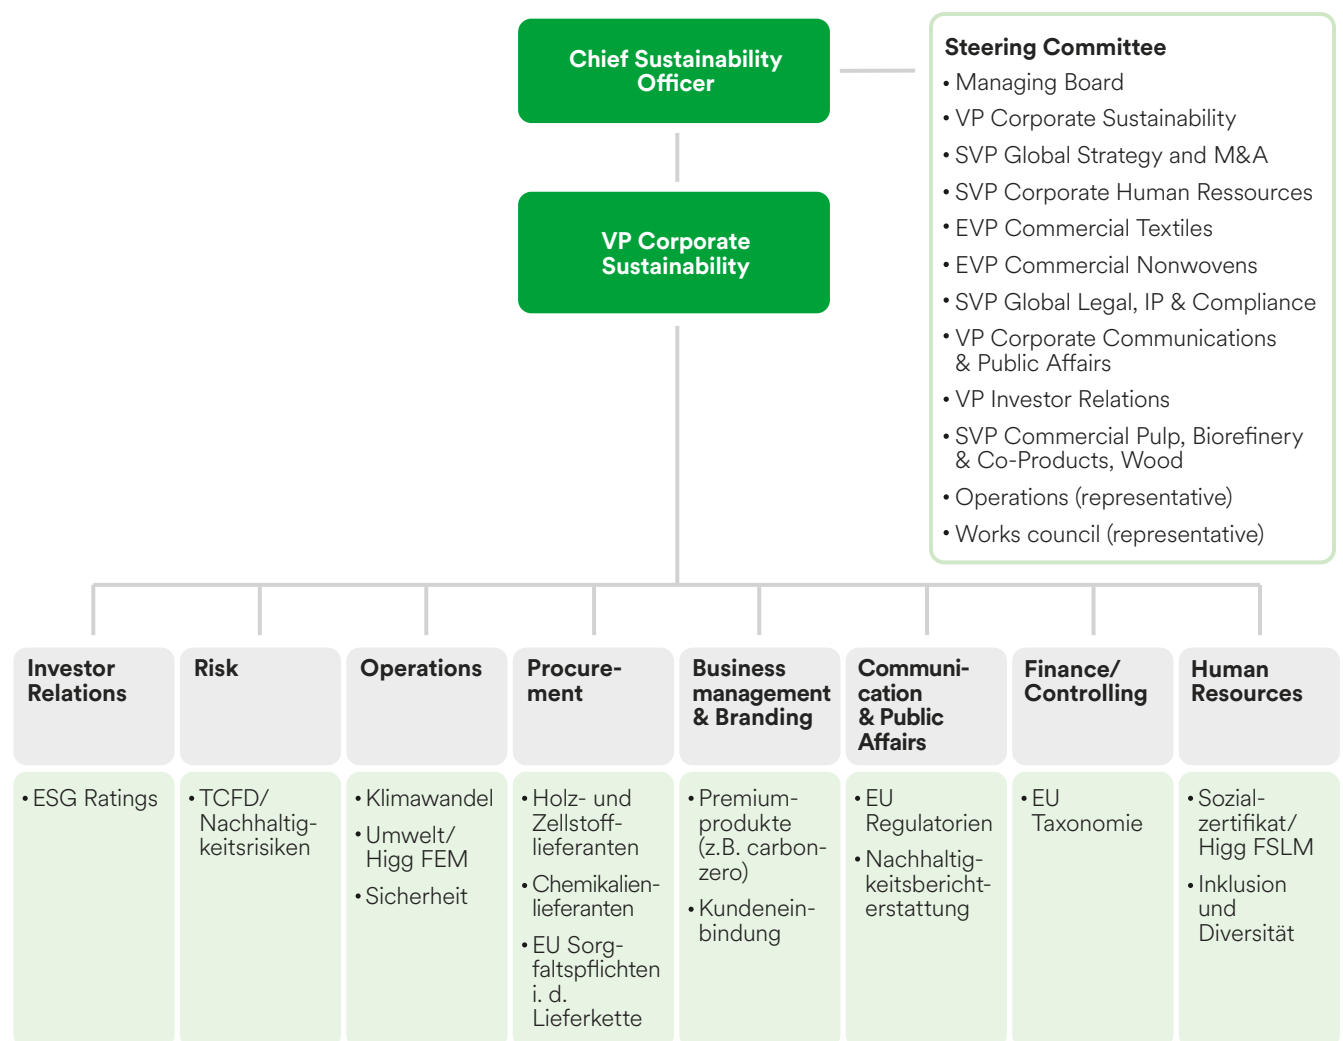 Chief Sustainability
Officer
VP Corporate
Sustainability
Steering Committee
• Managing Board
• VP Corporate Sustainability
• SVP Global Strategy and M&A
• SVP Corporate Human Ressources
• EVP Commercial Textiles
• EVP Commercial Nonwovens
• SVP Global Legal, IP & Compliance
• VP Corporate Communications
& Public Affairs
• VP Investor Relations
• SVP Commercial Pulp, Biorefinery
& Co-Products, Wood
• Operations (representative)
• Works council (representative)
Investor
Relations
• ESG Ratings
Risk
• TCFD/
Nachhaltig-
keitsrisiken
Operations
• Klimawandel
• Umwelt/
Higg FEM
• Sicherheit
Procure-
ment
• Holz- und
Zellstoff-
lieferanten
• Chemikalien-
lieferanten
• EU Sorg-
faltspflichten
i. d.
Lieferkette
Business
management
& Branding
• Premium-
produkte
(z.B. carbon-
zero)
• Kundenein-
bindung
Communi-
cation
& Public
Affairs
• EU
Regulatorien
• Nachhaltig-
keitsbericht-
erstattung
Finance/
Controlling
• EU
Taxonomie
Human
Resources
• Sozial-
zertifikat/
Higg FSLM
• Inklusion
und
Diversität